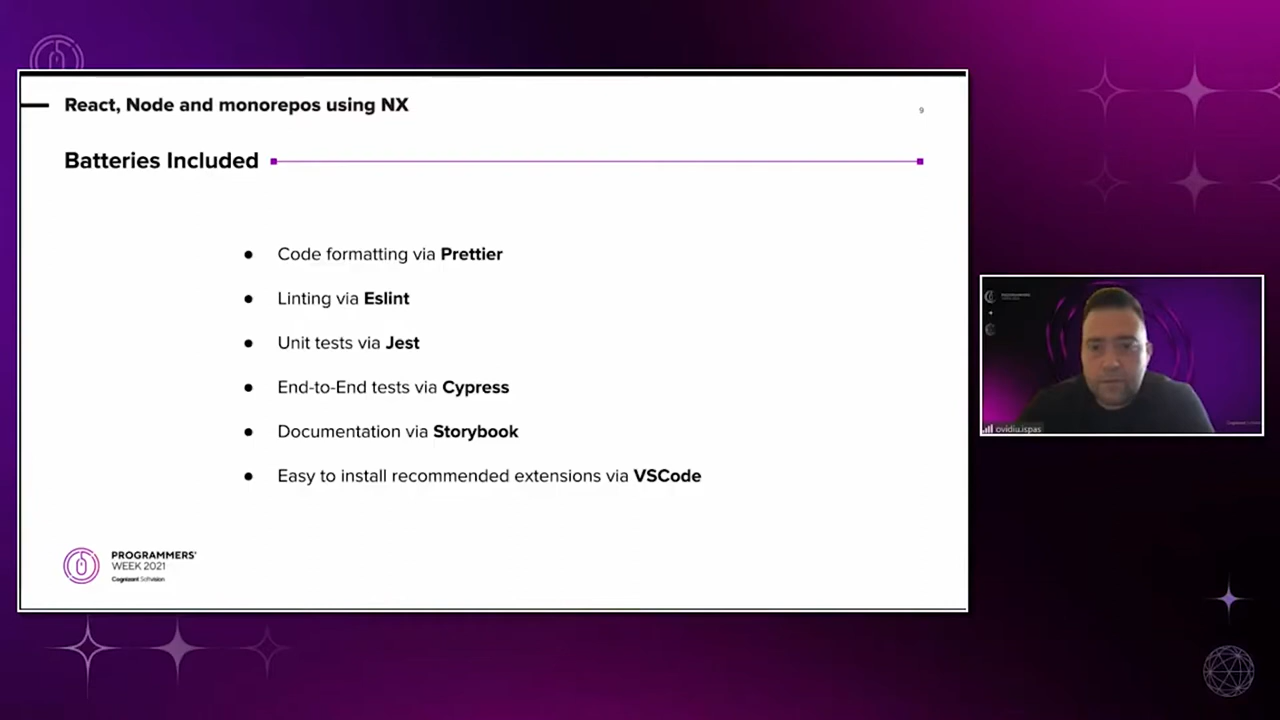 React, Node and monorepos using NX
9
Batteries Included
● Code formatting via Prettier
● Linting via Eslint
● Unit tests via Jest
● End-to-End tests via Cypress
● Documentation via Storybook
● Easy to install recommended extensions via VSCode
PROGRAMMERS'
WEEK 2021
Cognizant Softvision
ovidiu.ispas